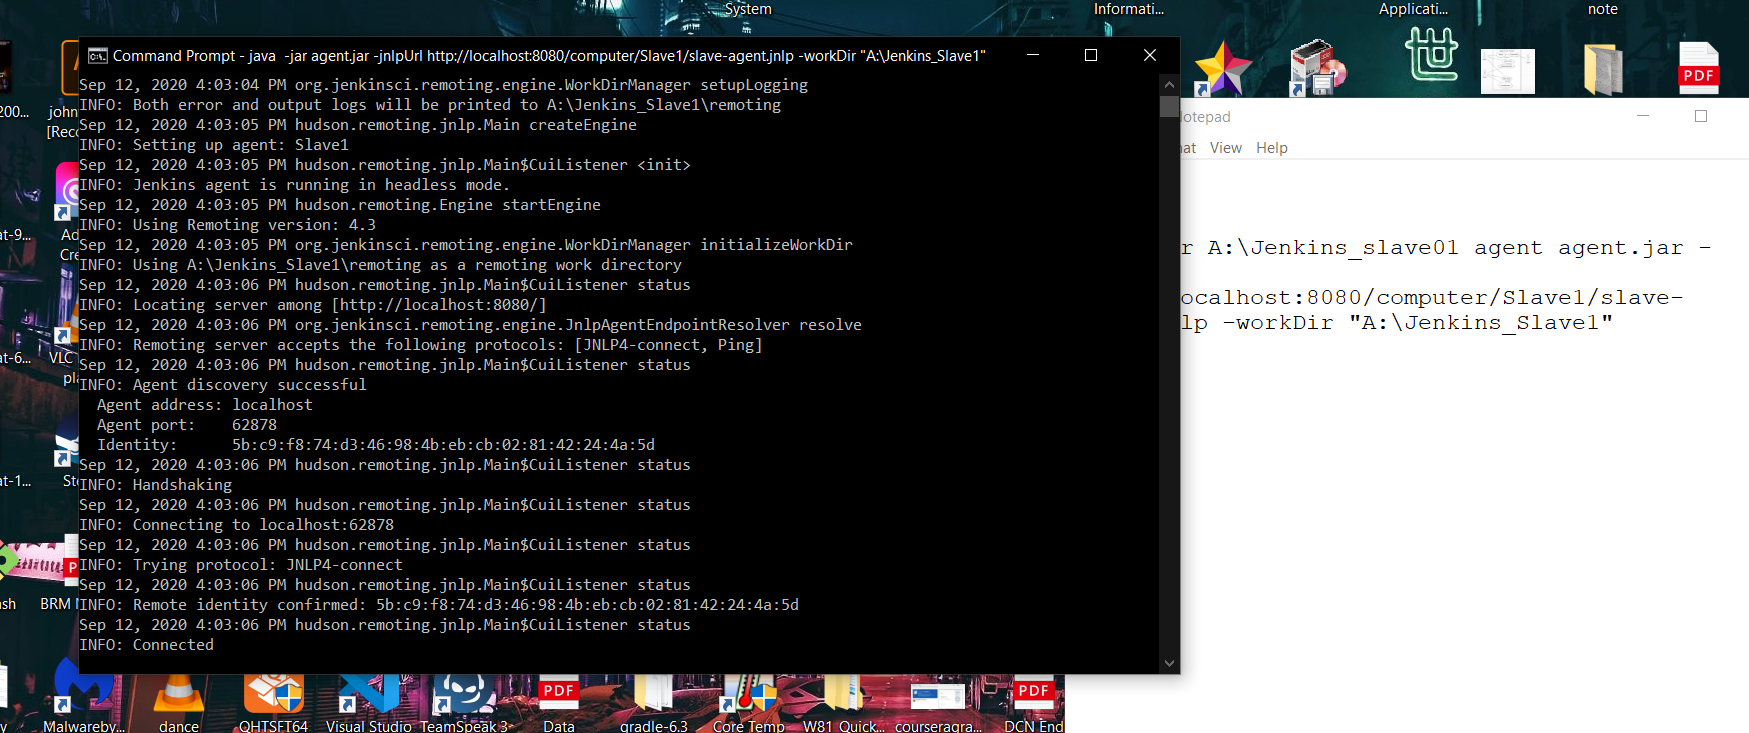 System
Informati...
Applicati...
note
Command Prompt - java  -jar agent.jar -jnlpUrl http://localhost:8080/computer/Slave1/slave-agent.jnlp -workDir "A:\Jenkins_Slave1"
Sep 12, 2020 4:03:04 PM org.jenkinsci.remoting.engine.WorkDirManager setupLogging
INFO: Both error and output logs will be printed to A:\Jenkins_Slave1\remoting
Sep 12, 2020 4:03:05 PM hudson.remoting.jnlp.Main createEngine
INFO: Setting up agent: Slave1
Sep 12, 2020 4:03:05 PM hudson.remoting.jnlp.Main$CuiListener <init>
INFO: Jenkins agent is running in headless mode.
Sep 12, 2020 4:03:05 PM hudson.remoting.Engine startEngine
INFO: Using Remoting version: 4.3
Sep 12, 2020 4:03:05 PM org.jenkinsci.remoting.engine.WorkDirManager initializeWorkDir
INFO: Using A:\Jenkins_Slave1\remoting as a remoting work directory
Sep 12, 2020 4:03:06 PM hudson.remoting.jnlp.Main$CuiListener status
INFO: Locating server among [http://localhost:8080/]
Sep 12, 2020 4:03:06 PM org.jenkinsci.remoting.engine.JnlpAgentEndpointResolver resolve
INFO: Remoting server accepts the following protocols: [JNLP4-connect, Ping]
Sep 12, 2020 4:03:06 PM hudson.remoting.jnlp.Main$CuiListener status
INFO: Agent discovery successful
  Agent address: localhost
  Agent port:    62878
  Identity:      5b:c9:f8:74:d3:46:98:4b:eb:cb:02:81:42:24:4a:5d
Sep 12, 2020 4:03:06 PM hudson.remoting.jnlp.Main$CuiListener status
INFO: Handshaking
Sep 12, 2020 4:03:06 PM hudson.remoting.jnlp.Main$CuiListener status
INFO: Connecting to localhost:62878
Sep 12, 2020 4:03:06 PM hudson.remoting.jnlp.Main$CuiListener status
INFO: Trying protocol: JNLP4-connect
Sep 12, 2020 4:03:06 PM hudson.remoting.jnlp.Main$CuiListener status
INFO: Remote identity confirmed: 5b:c9:f8:74:d3:46:98:4b:eb:cb:02:81:42:24:4a:5d
Sep 12, 2020 4:03:06 PM hudson.remoting.jnlp.Main$CuiListener status
INFO: Connected
PDF
otepad
at View Help
r A:\Jenkins_slave01 agent agent.jar -
ocalhost:8080/computer/Slave1/slave-
lp -workDir "A:\Jenkins_Slave1"
200...
john
[Reco
at-9...
Ad
Cre
at-6...
VLC
pla
at-1...
Ste
sh
BRM
PDF
PDF
Malwareby...
dance
QHTSFT64
Visual Studio
TeamSpeak 3
Data
gradle-6.3
Core Temp
W81 Quick...
courseragra...
DCN End